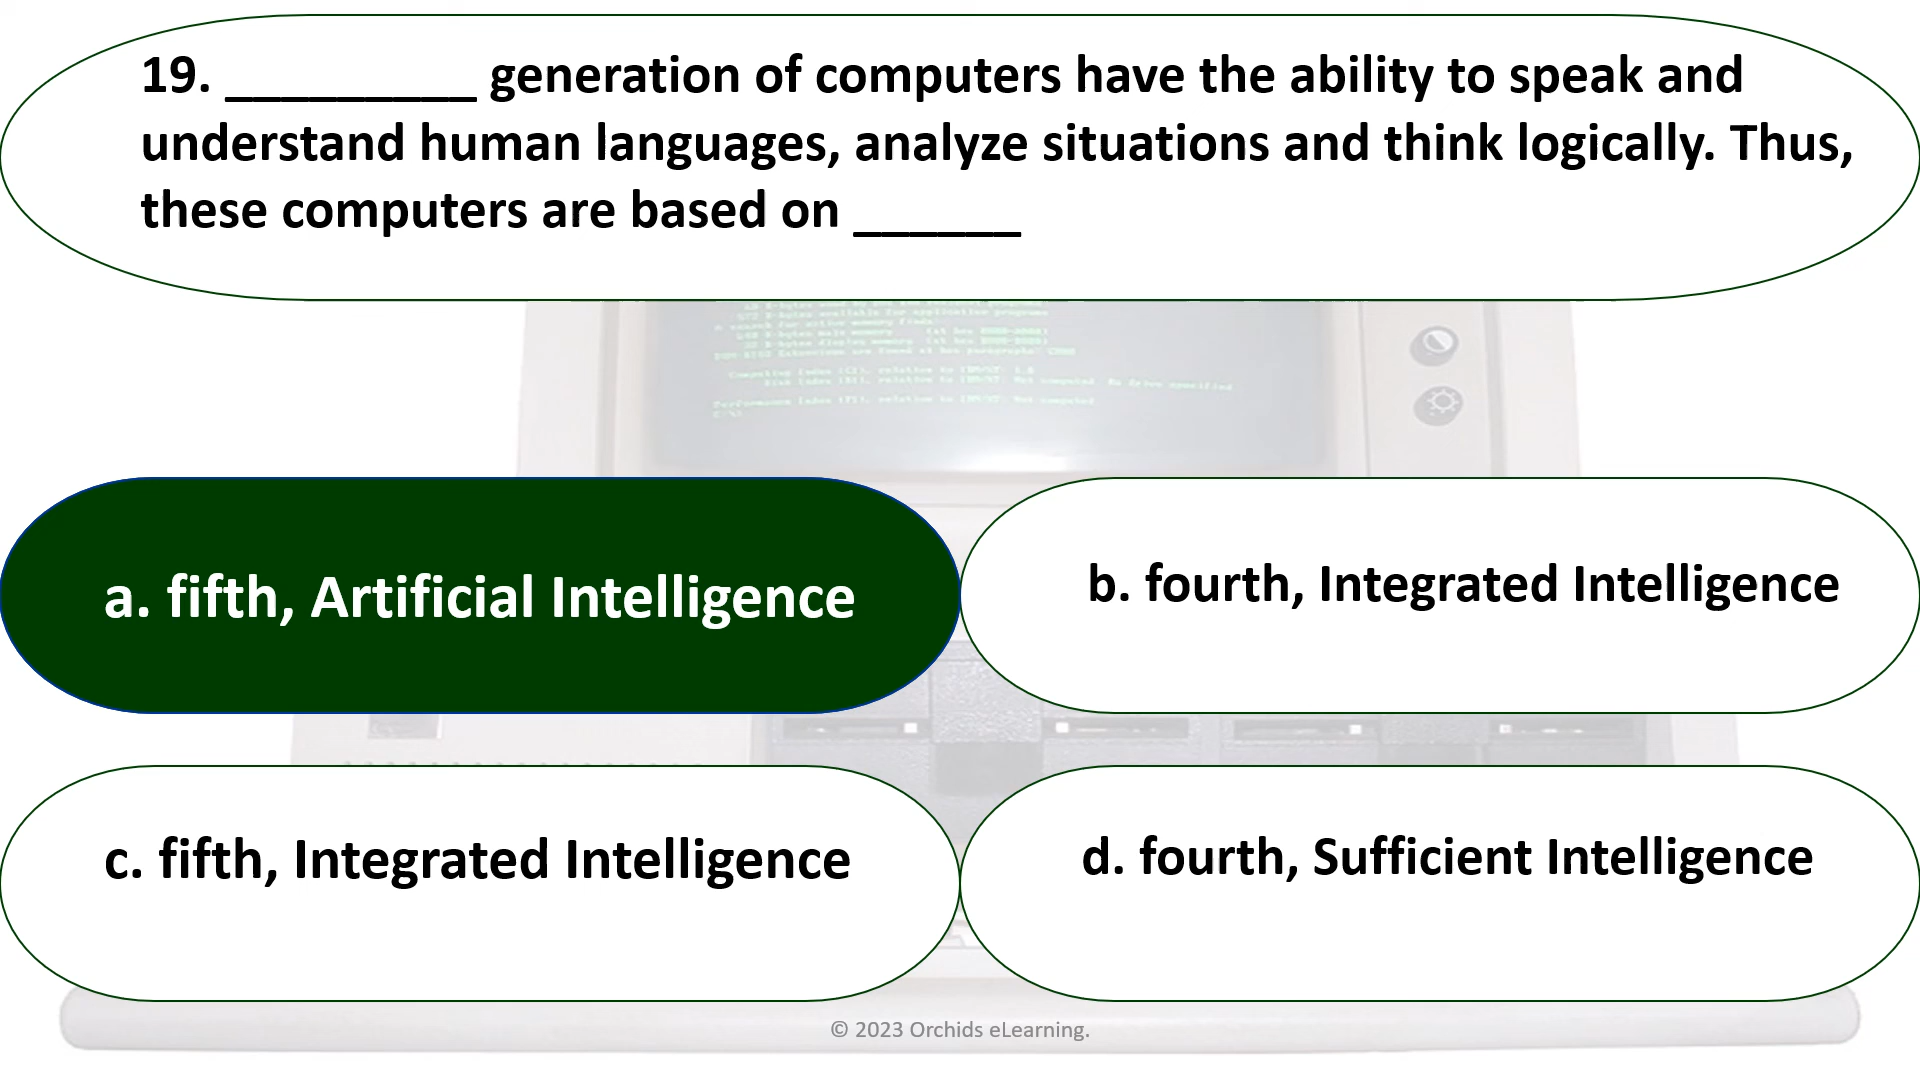 19. _________ generation of computers have the ability to speak and
understand human languages, analyze situations and think logically. Thus,
these computers are based on ______
a. fifth, Artificial Intelligence
b. fourth, Integrated Intelligence
c. fifth, Integrated Intelligence
d. fourth, Sufficient Intelligence
© 2023 Orchids eLearning.